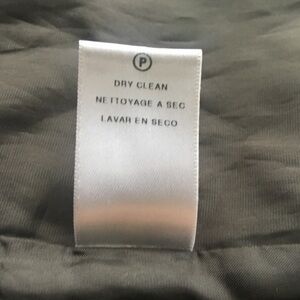 P
DRY CLEAN
NETTOYAGE A SEC
LAVAR EN SECO